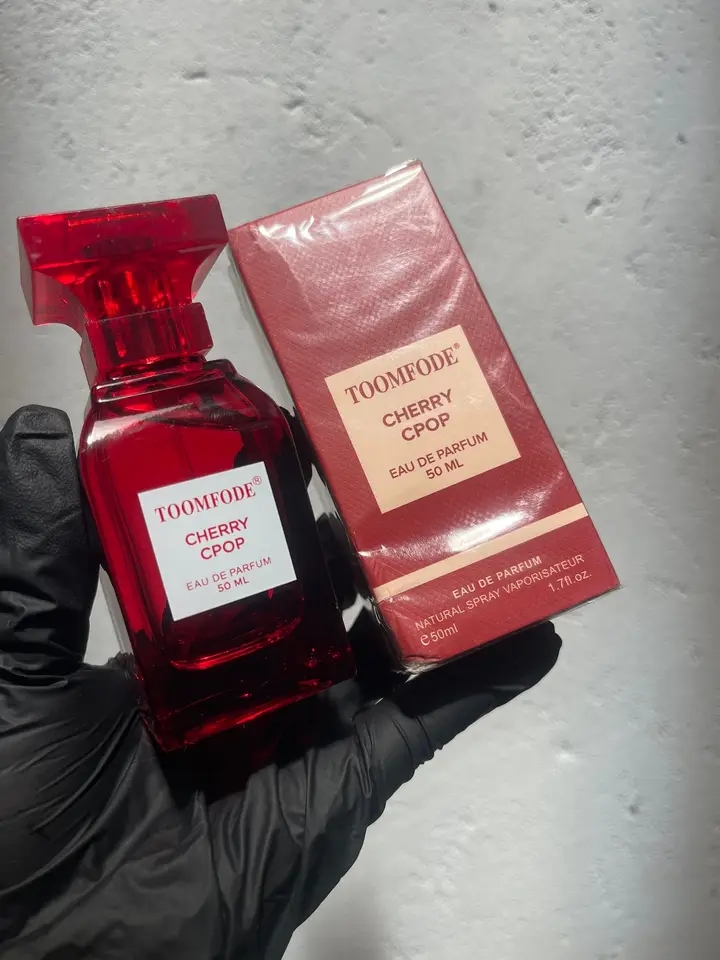 TOOMFODE®
CHERRY
CPOP
EAU DE PARFUM
50 ML
TOOMFODE®
CHERRY
CPOP
EAU DE PARFUM
50 ML
EAU DE PARFUM
NATURAL SPRAY VAPORISATEUR
℮50ml 1.7fl.oz.